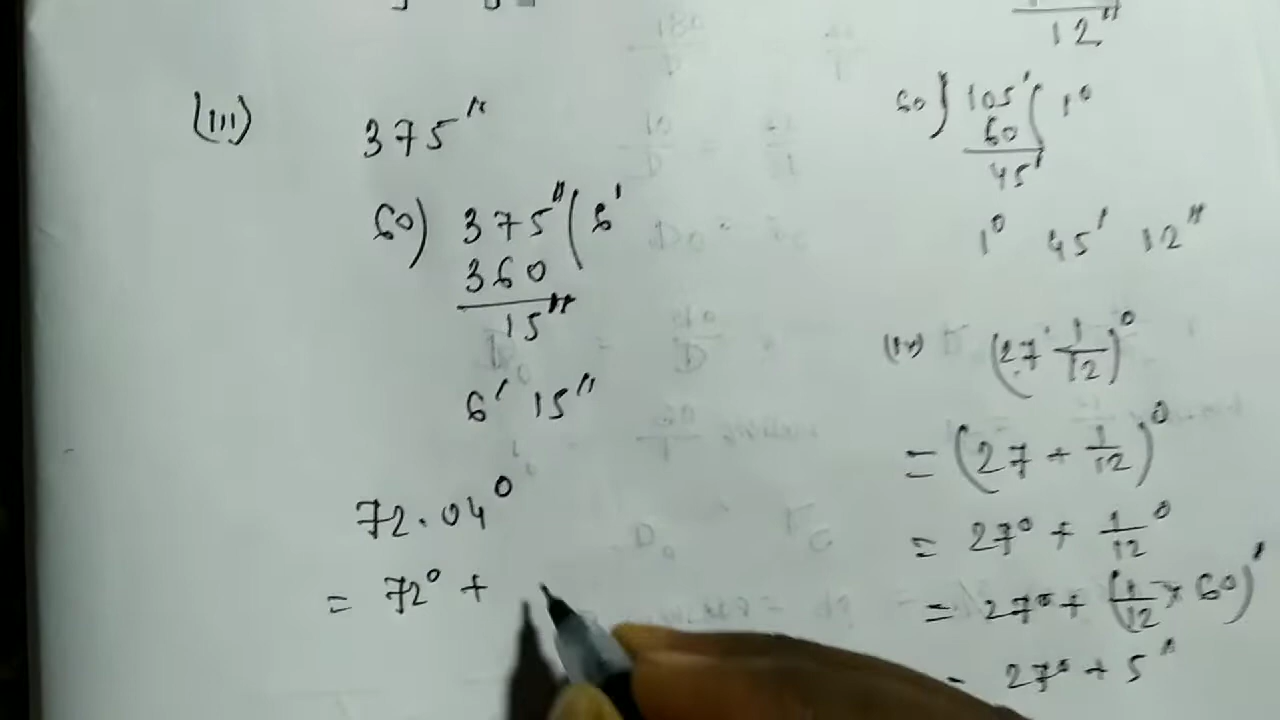 (III) 375"
60) 375" (6'
360
15"
6' 15"
72.04°
= 72° +
12"
60) 105' (1°
60
45'
1° 45' 12"
(iv) (27 1/12)°
= (27 + 1/12)°
= 27° + 1/12°
= 27° + (1/12 × 60)'
= 27° + 5"